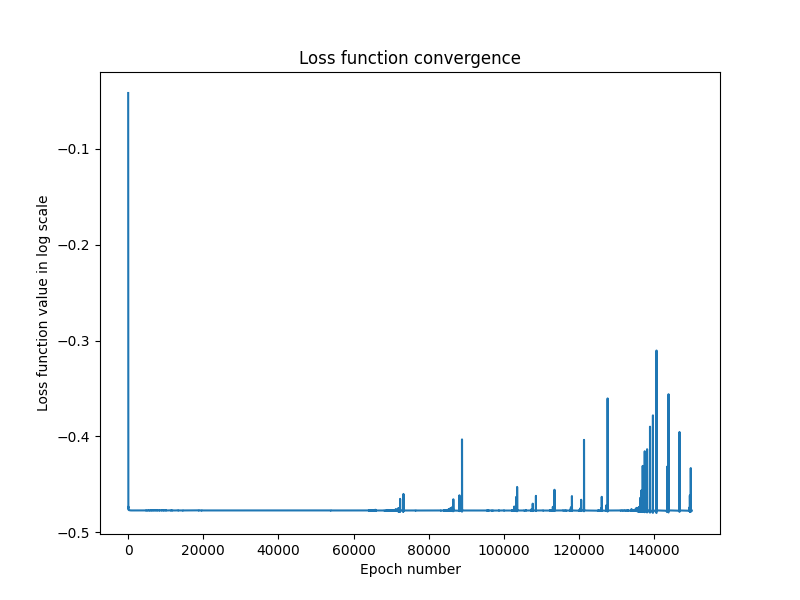 Loss function convergence
Loss function value in log scale
−0.1
−0.2
−0.3
−0.4
−0.5
0 20000 40000 60000 80000 100000 120000 140000
Epoch number